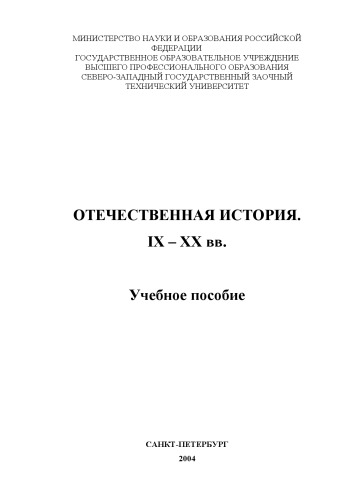 МИНИСТЕРСТВО НАУКИ И ОБРАЗОВАНИЯ РОССИЙСКОЙ
ФЕДЕРАЦИИ
ГОСУДАРСТВЕННОЕ ОБРАЗОВАТЕЛЬНОЕ УЧРЕЖДЕНИЕ
ВЫСШЕГО ПРОФЕССИОНАЛЬНОГО ОБРАЗОВАНИЯ
СЕВЕРО-ЗАПАДНЫЙ ГОСУДАРСТВЕННЫЙ ЗАОЧНЫЙ
ТЕХНИЧЕСКИЙ УНИВЕРСИТЕТ
ОТЕЧЕСТВЕННАЯ ИСТОРИЯ.
IX – XX вв.
Учебное пособие
САНКТ-ПЕТЕРБУРГ
2004